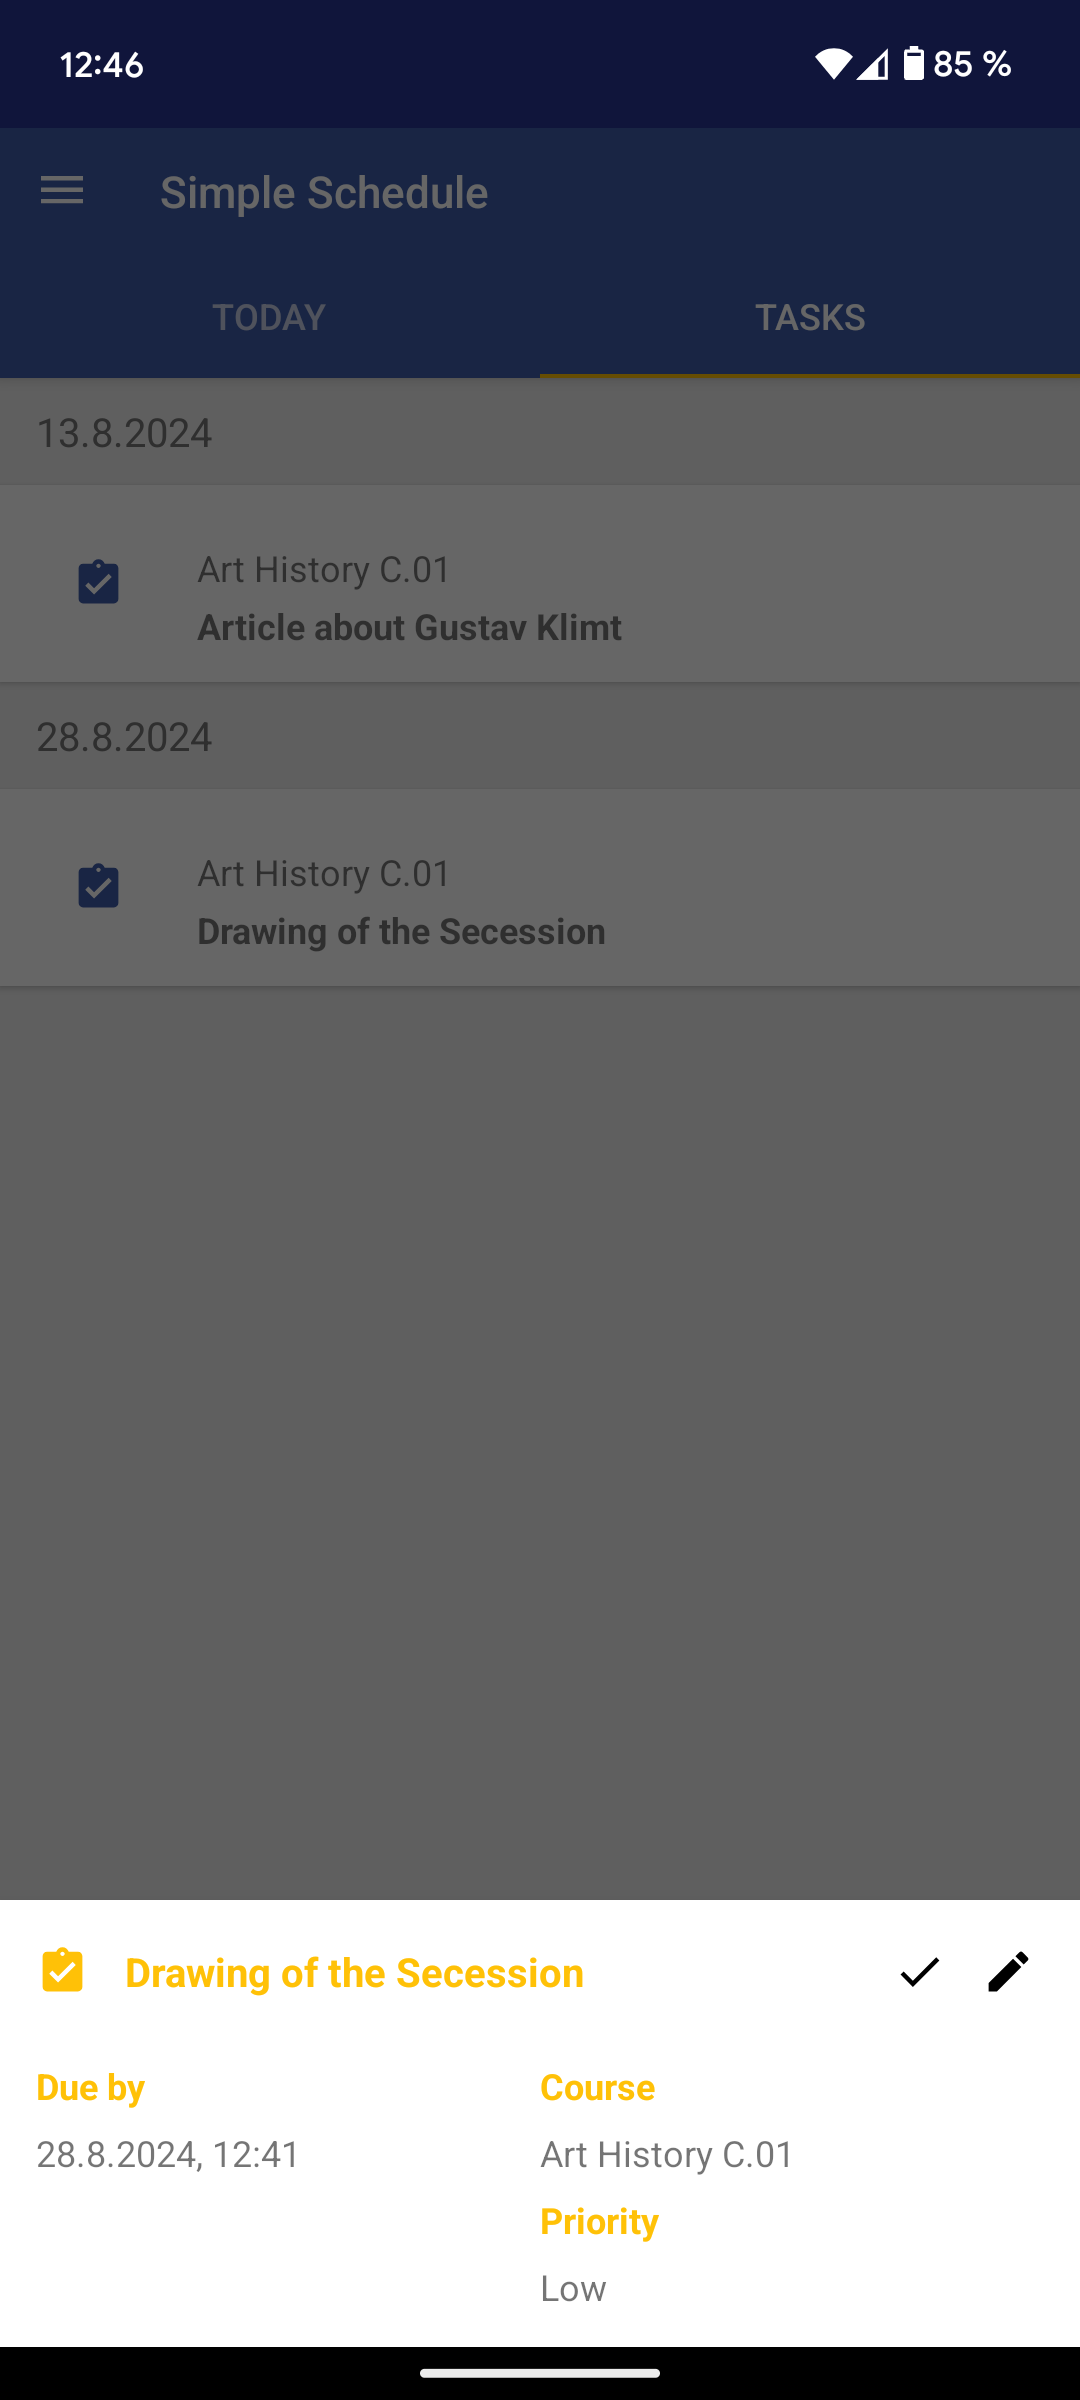 12:46
85 %
Simple Schedule
TODAY
TASKS
13.8.2024
Art History C.01
Article about Gustav Klimt
28.8.2024
Art History C.01
Drawing of the Secession
Drawing of the Secession
Due by
28.8.2024, 12:41
Course
Art History C.01
Priority
Low